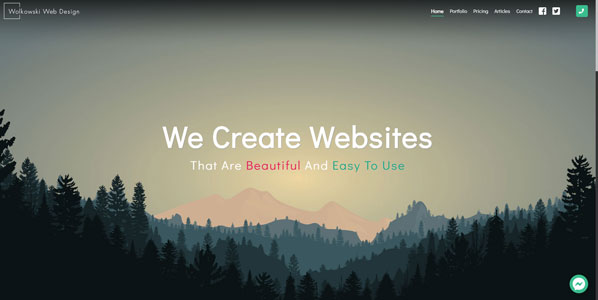 Wolkowski Web Design
Home Portfolio Pricing Articles Contact
We Create Websites
That Are Beautiful And Easy To Use